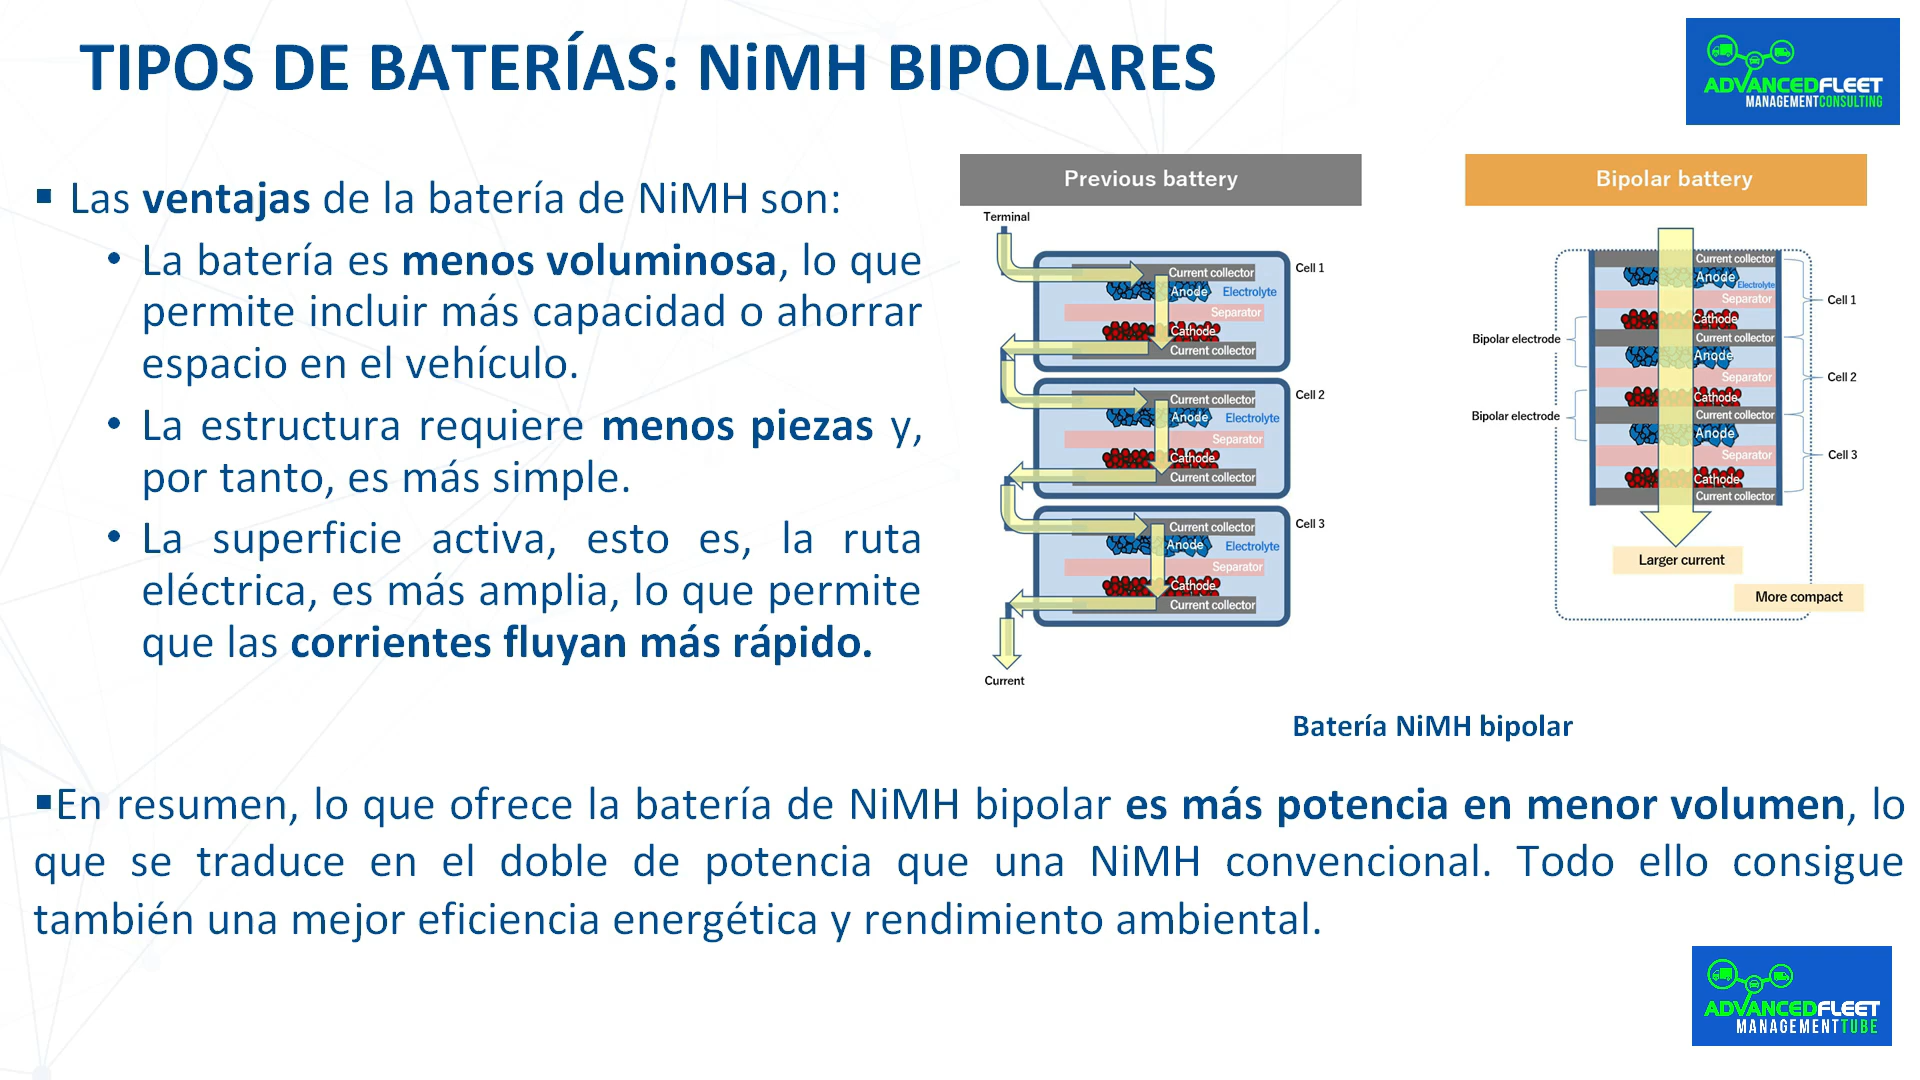 TIPOS DE BATERÍAS: NiMH BIPOLARES
ADVANCEDFLEET
MANAGEMENTCONSULTING
▪ Las ventajas de la batería de NiMH son:
• La batería es menos voluminosa, lo que
permite incluir más capacidad o ahorrar
espacio en el vehículo.
• La estructura requiere menos piezas y,
por tanto, es más simple.
• La superficie activa, esto es, la ruta
eléctrica, es más amplia, lo que permite
que las corrientes fluyan más rápido.
Previous battery
Terminal
Cell 1
Current collector
Anode
Electrolyte
Separator
Cathode
Current collector
Cell 2
Current collector
Anode
Electrolyte
Separator
Cathode
Current collector
Cell 3
Current collector
Anode
Electrolyte
Separator
Cathode
Current collector
Current
Bipolar battery
Current collector
Anode
Electrolyte
Separator
Cell 1
Cathode
Bipolar electrode
Current collector
Anode
Separator
Cell 2
Cathode
Bipolar electrode
Current collector
Anode
Separator
Cell 3
Cathode
Current collector
Larger current
More compact
Batería NiMH bipolar
▪En resumen, lo que ofrece la batería de NiMH bipolar es más potencia en menor volumen, lo
que se traduce en el doble de potencia que una NiMH convencional. Todo ello consigue
también una mejor eficiencia energética y rendimiento ambiental.
ADVANCEDFLEET
MANAGEMENTTUBE